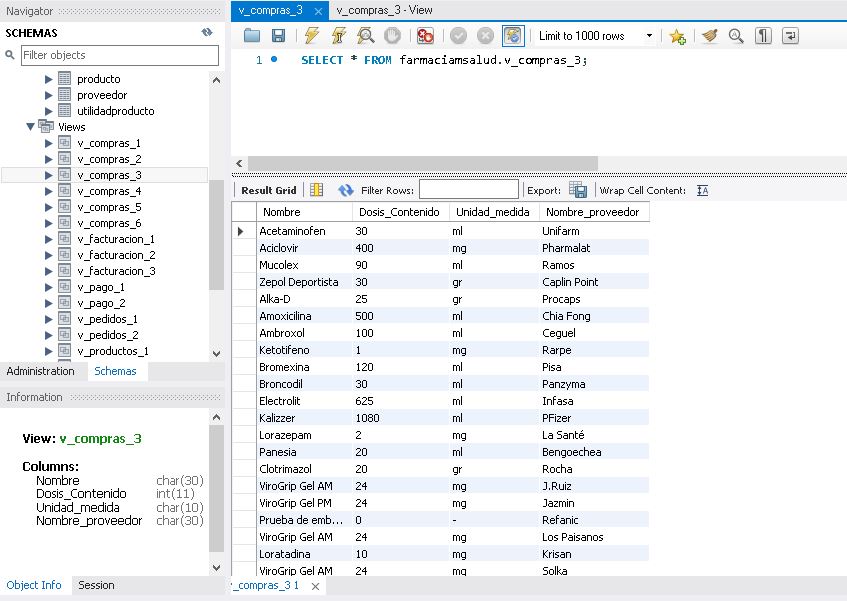 Navigator
SCHEMAS
Filter objects
producto
proveedor
utilidadproducto
Views
v_compras_1
v_compras_2
v_compras_3
v_compras_4
v_compras_5
v_compras_6
v_facturacion_1
v_facturacion_2
v_facturacion_3
v_pago_1
v_pago_2
v_pedidos_1
v_pedidos_2
v_productos_1
Administration Schemas
Information
View: v_compras_3
Columns:
Nombre char(30)
Dosis_Contenido int(11)
Unidad_medida char(10)
Nombre_proveedor char(30)
Object Info Session
v_compras_3 v_compras_3 - View
Limit to 1000 rows
1 SELECT * FROM farmaciamsalud.v_compras_3;
Result Grid Filter Rows: Export: Wrap Cell Content:
Nombre Dosis_Contenido Unidad_medida Nombre_proveedor
Acetaminofen 30 ml Unifarm
Aciclovir 400 mg Pharmalat
Mucolex 90 ml Ramos
Zepol Deportista 30 gr Caplin Point
Alka-D 25 gr Procaps
Amoxicilina 500 ml Chia Fong
Ambroxol 100 ml Ceguel
Ketotifeno 1 mg Rarpe
Bromexina 120 ml Pisa
Broncodil 30 ml Panzyma
Electrolit 625 ml Infasa
Kalizzer 1080 ml PFizer
Lorazepam 2 mg La Santé
Panesia 20 ml Bengoechea
Clotrimazol 20 gr Rocha
ViroGrip Gel AM 24 mg J.Ruiz
ViroGrip Gel PM 24 mg Jazmin
Prueba de emb... 0 - Refanic
ViroGrip Gel AM 24 mg Los Paisanos
Loratadina 10 mg Krisan
ViroGrip Gel AM 24 mg Solka
_compras_3 1